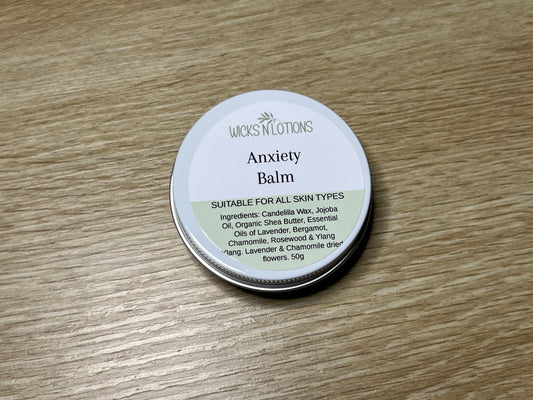 WICKS N LOTIONS
Anxiety
Balm
SUITABLE FOR ALL SKIN TYPES
Ingredients: Candelilla Wax, Jojoba
Oil, Organic Shea Butter, Essential
Oils of Lavender, Bergamot,
Chamomile, Rosewood & Ylang
Ylang. Lavender & Chamomile dried
flowers. 50g